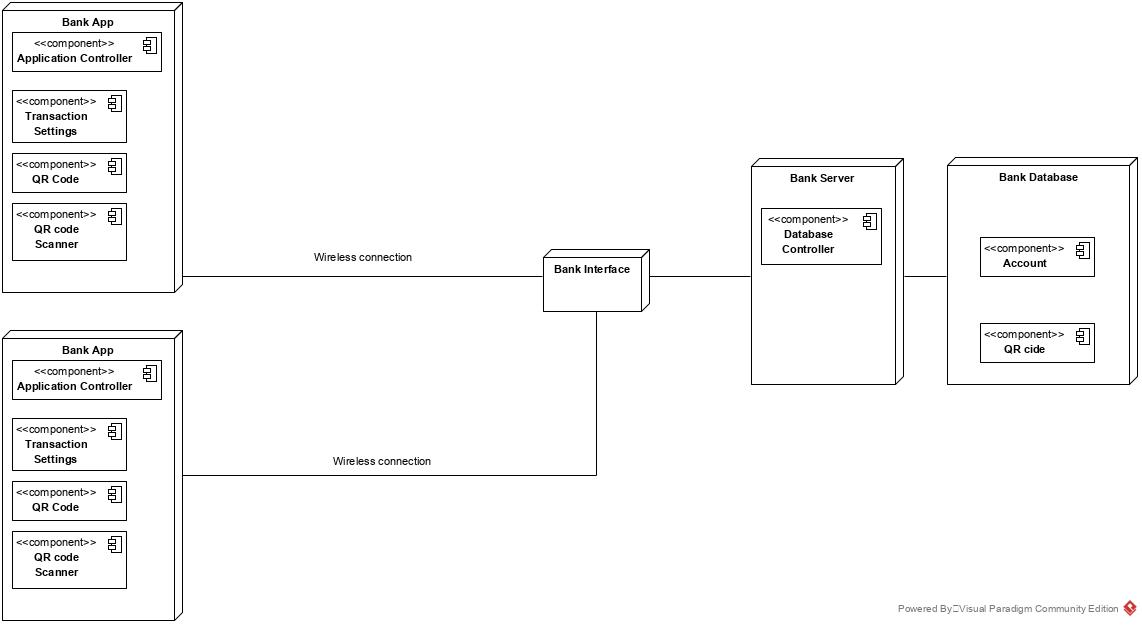 Bank App
<<component>>
Application Controller
<<component>>
Transaction
Settings
<<component>>
QR Code
<<component>>
QR code
Scanner
Wireless connection
Bank Interface
Bank Server
<<component>>
Database
Controller
Bank Database
<<component>>
Account
<<component>>
QR cide
Bank App
<<component>>
Application Controller
<<component>>
Transaction
Settings
<<component>>
QR Code
<<component>>
QR code
Scanner
Wireless connection
Powered By Visual Paradigm Community Edition